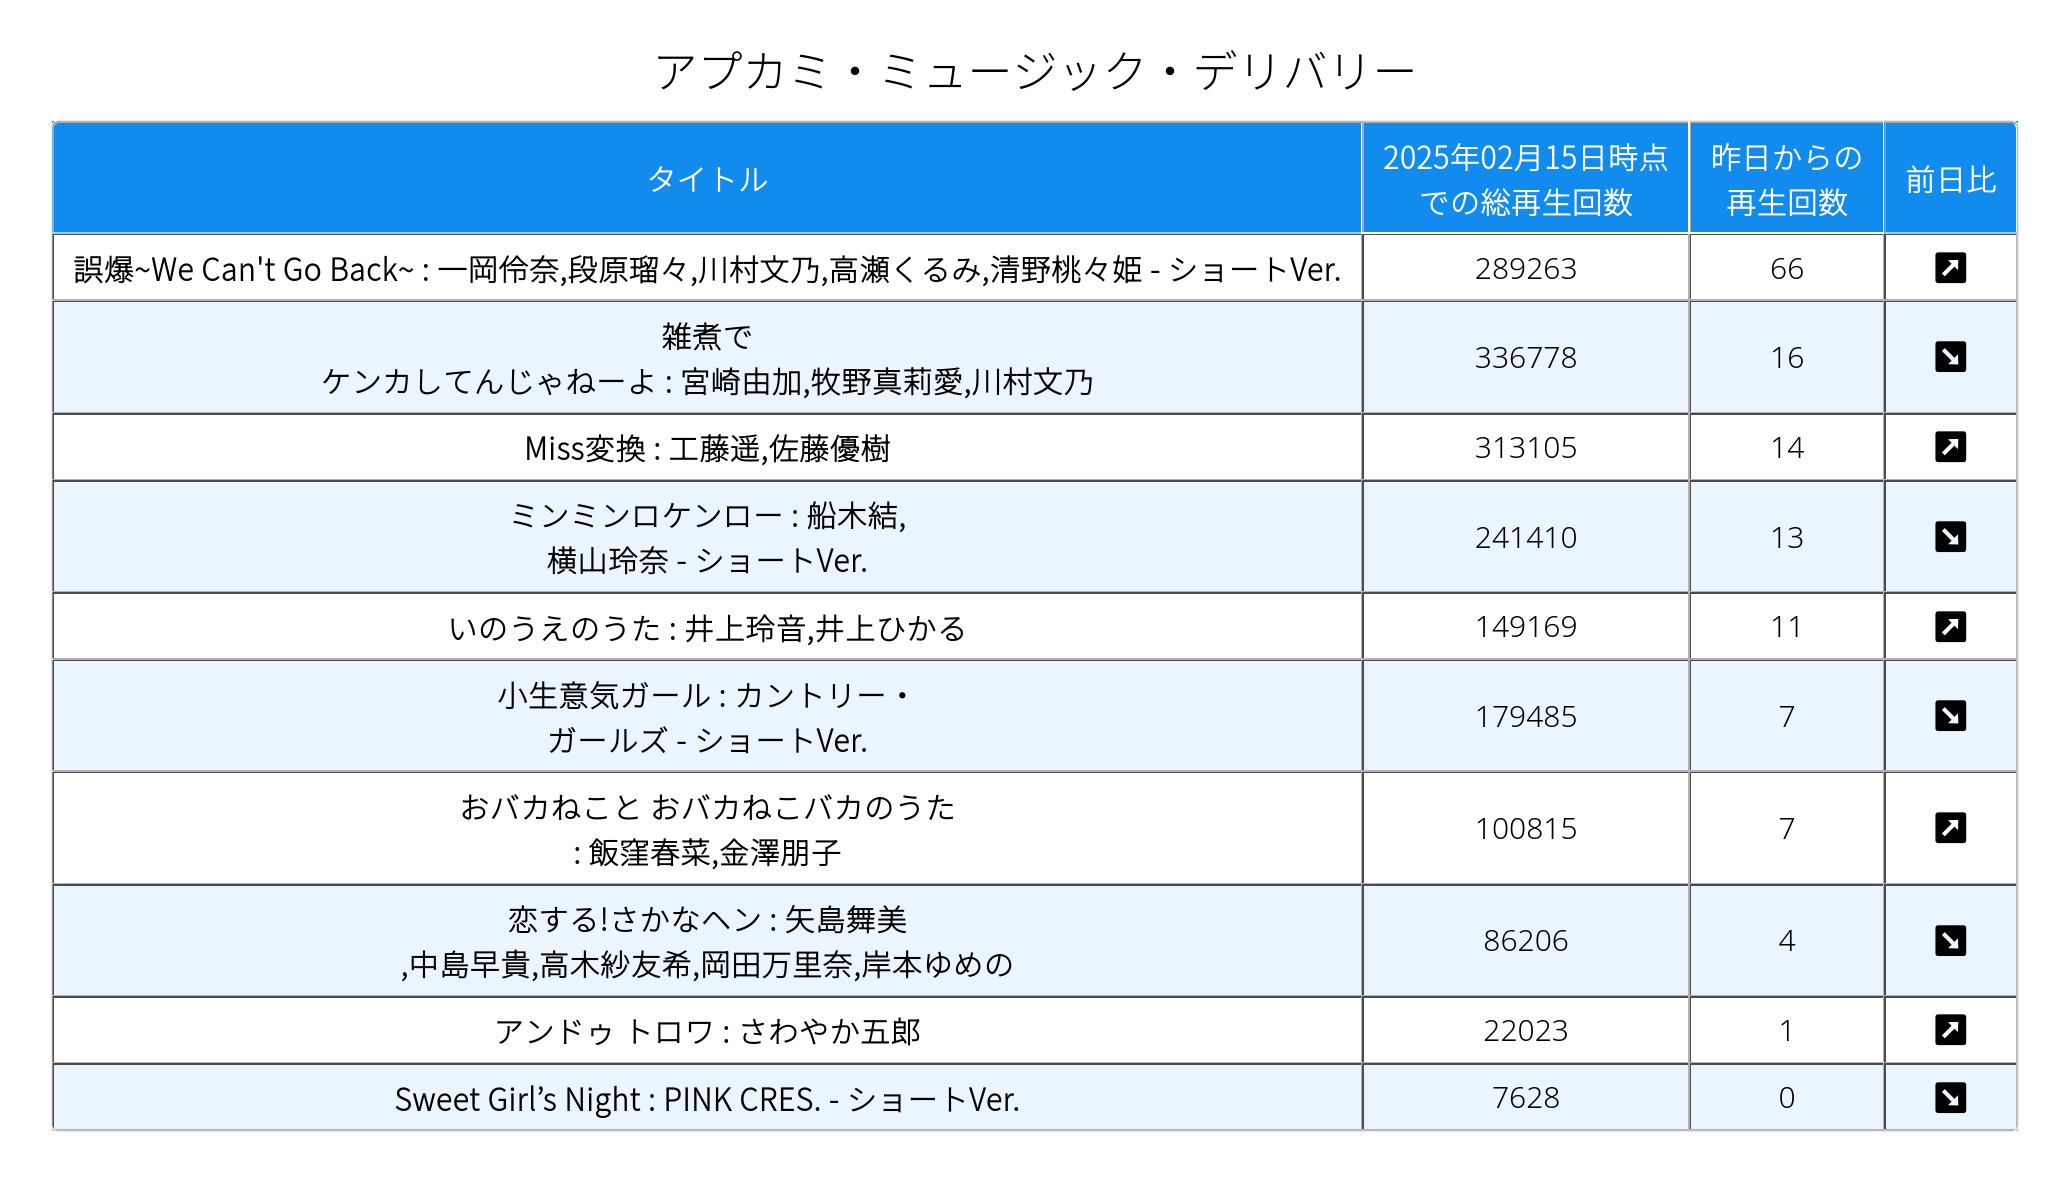 アプカミ・ミュージック・デリバリー
タイトル
2025年02月15日時点
での総再生回数
昨日からの
再生回数
前日比
誤爆~We Can't Go Back~ : 一岡伶奈,段原瑠々,川村文乃,高瀬くるみ,清野桃々姫 - ショートVer.
289263
66
↗
雑煮で
ケンカしてんじゃねーよ : 宮崎由加,牧野真莉愛,川村文乃
336778
16
↘
Miss変換 : 工藤遥,佐藤優樹
313105
14
↗
ミンミンロケンロー : 船木結,
横山玲奈 - ショートVer.
241410
13
↘
いのうえのうた : 井上玲音,井上ひかる
149169
11
↗
小生意気ガール : カントリー・
ガールズ - ショートVer.
179485
7
↘
おバカねこと おバカねこバカのうた
: 飯窪春菜,金澤朋子
100815
7
↗
恋する!さかなヘン : 矢島舞美
,中島早貴,高木紗友希,岡田万里奈,岸本ゆめの
86206
4
↘
アンドゥ トロワ : さわやか五郎
22023
1
↗
Sweet Girl’s Night : PINK CRES. - ショートVer.
7628
0
↘